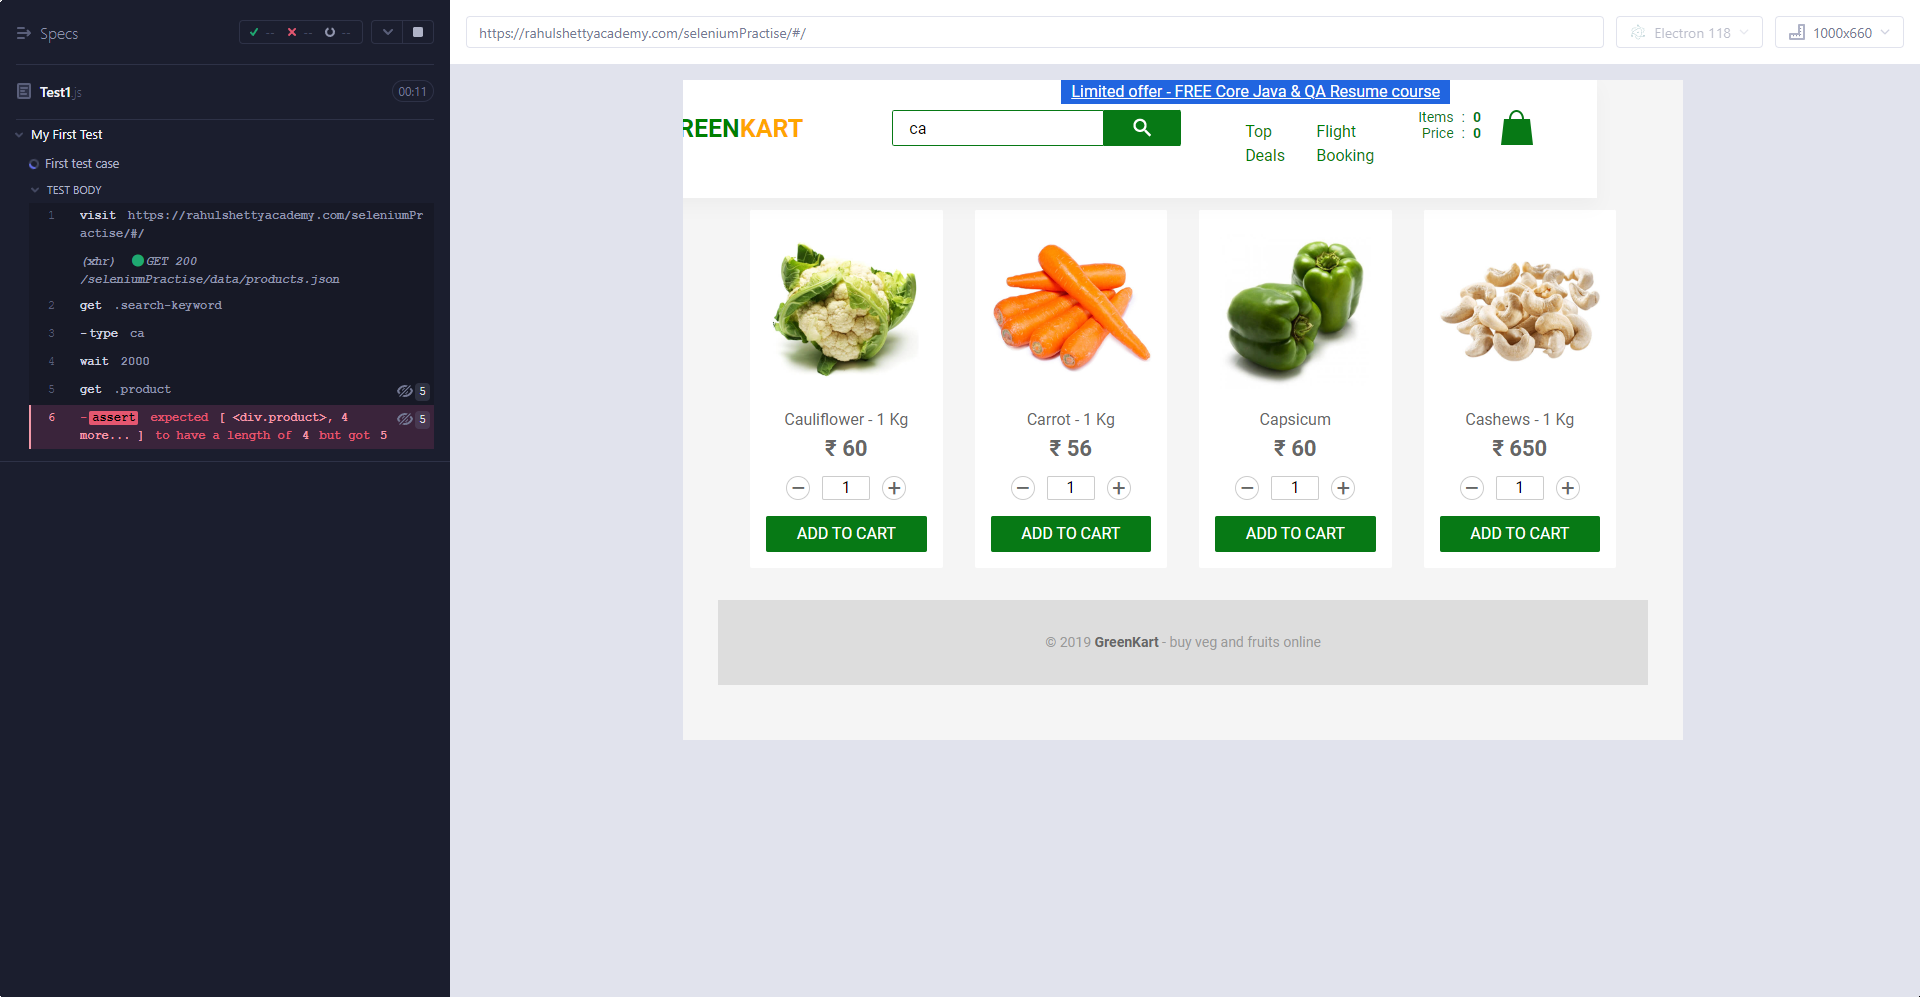 Specs
-- -- --
Test1.js 00:11
My First Test
First test case
TEST BODY
1 visit https://rahulshettyacademy.com/seleniumPr
actise/#/
(xhr) GET 200
/seleniumPractise/data/products.json
2 get .search-keyword
3 -type ca
4 wait 2000
5 get .product 5
6 -assert expected [ <div.product>, 4 5
more... ] to have a length of 4 but got 5
https://rahulshettyacademy.com/seleniumPractise/#/
Electron 118
1000x660
Limited offer - FREE Core Java & QA Resume course
REENKART
ca
Top
Deals
Flight
Booking
Items : 0
Price : 0
Cauliflower - 1 Kg
₹ 60
1
ADD TO CART
Carrot - 1 Kg
₹ 56
1
ADD TO CART
Capsicum
₹ 60
1
ADD TO CART
Cashews - 1 Kg
₹ 650
1
ADD TO CART
© 2019 GreenKart - buy veg and fruits online